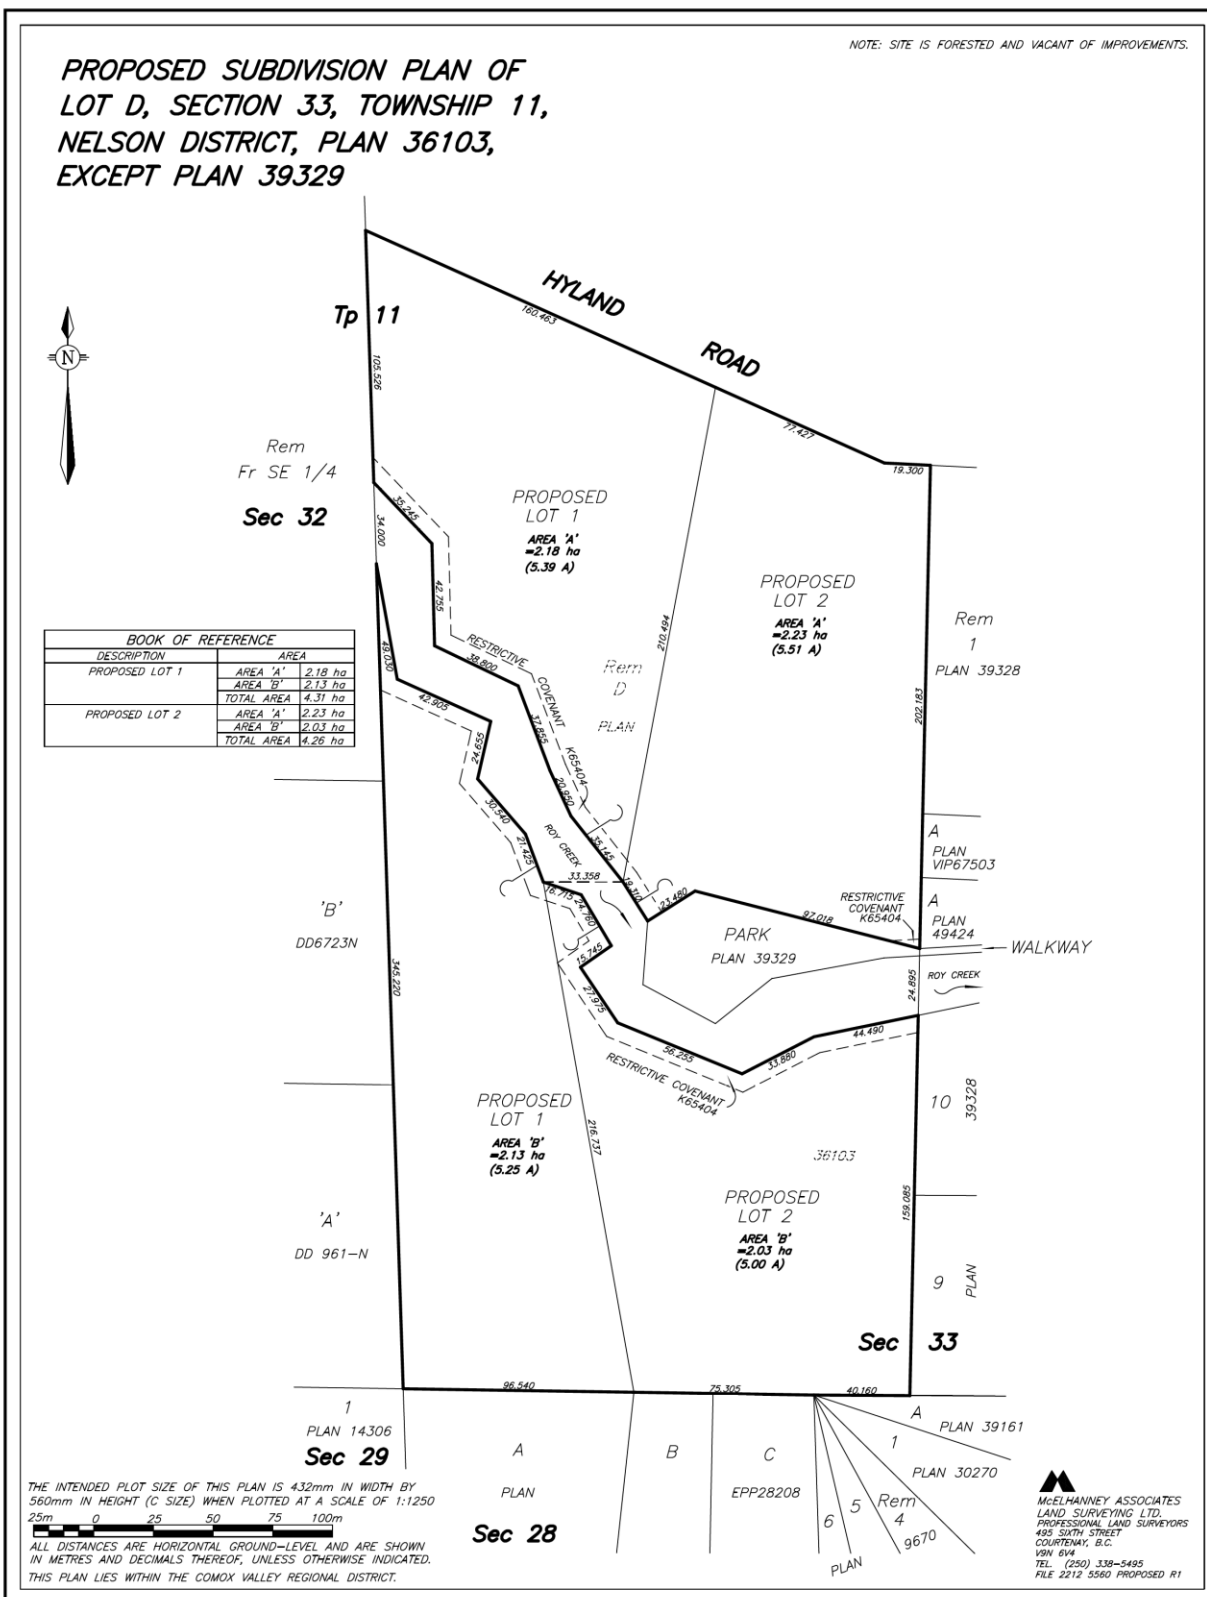 NOTE: SITE IS FORESTED AND VACANT OF IMPROVEMENTS.
PROPOSED SUBDIVISION PLAN OF
LOT D, SECTION 33, TOWNSHIP 11,
NELSON DISTRICT, PLAN 36103,
EXCEPT PLAN 39329
HYLAND ROAD
160.463
77.427
19.300
Tp 11
N
105.526
Rem
Fr SE 1/4
Sec 32
34.000
35.245
42.755
PROPOSED
LOT 1
AREA 'A'
=2.18 ha
(5.39 A)
PROPOSED
LOT 2
AREA 'A'
=2.23 ha
(5.51 A)
210.494
Rem
1
PLAN 39328
202.183
BOOK OF REFERENCE
DESCRIPTION AREA
PROPOSED LOT 1 AREA 'A' 2.18 ha
AREA 'B' 2.13 ha
TOTAL AREA 4.31 ha
PROPOSED LOT 2 AREA 'A' 2.23 ha
AREA 'B' 2.03 ha
TOTAL AREA 4.26 ha
49.030
42.905
24.655
30.540
21.425
RESTRICTIVE
COVENANT
K65404
38.800
37.855
20.950
35.145
19.310
Rem
D
PLAN
ROY CREEK
33.358
16.715
24.760
15.745
27.975
23.480
97.018
A
PLAN
VIP67503
A
PLAN
49424
RESTRICTIVE
COVENANT
K65404
PARK
PLAN 39329
WALKWAY
ROY CREEK
24.895
'B'
DD6723N
345.220
56.255
33.880
44.490
RESTRICTIVE COVENANT
K65404
PROPOSED
LOT 1
AREA 'B'
=2.13 ha
(5.25 A)
216.737
36103
PROPOSED
LOT 2
AREA 'B'
=2.03 ha
(5.00 A)
10
39328
159.085
9
PLAN
'A'
DD 961-N
Sec 33
96.540
75.305
40.160
1
PLAN 14306
Sec 29
A
PLAN
Sec 28
B
C
EPP28208
6
5
Rem
4
9670
PLAN
A
PLAN 39161
1
PLAN 30270
THE INTENDED PLOT SIZE OF THIS PLAN IS 432mm IN WIDTH BY
560mm IN HEIGHT (C SIZE) WHEN PLOTTED AT A SCALE OF 1:1250
25m 0 25 50 75 100m
ALL DISTANCES ARE HORIZONTAL GROUND-LEVEL AND ARE SHOWN
IN METRES AND DECIMALS THEREOF, UNLESS OTHERWISE INDICATED.
THIS PLAN LIES WITHIN THE COMOX VALLEY REGIONAL DISTRICT.
McELHANNEY ASSOCIATES
LAND SURVEYING LTD.
PROFESSIONAL LAND SURVEYORS
495 SIXTH STREET
COURTENAY, B.C.
V9N 6V4
TEL. (250) 338-5495
FILE 2212 5560 PROPOSED R1